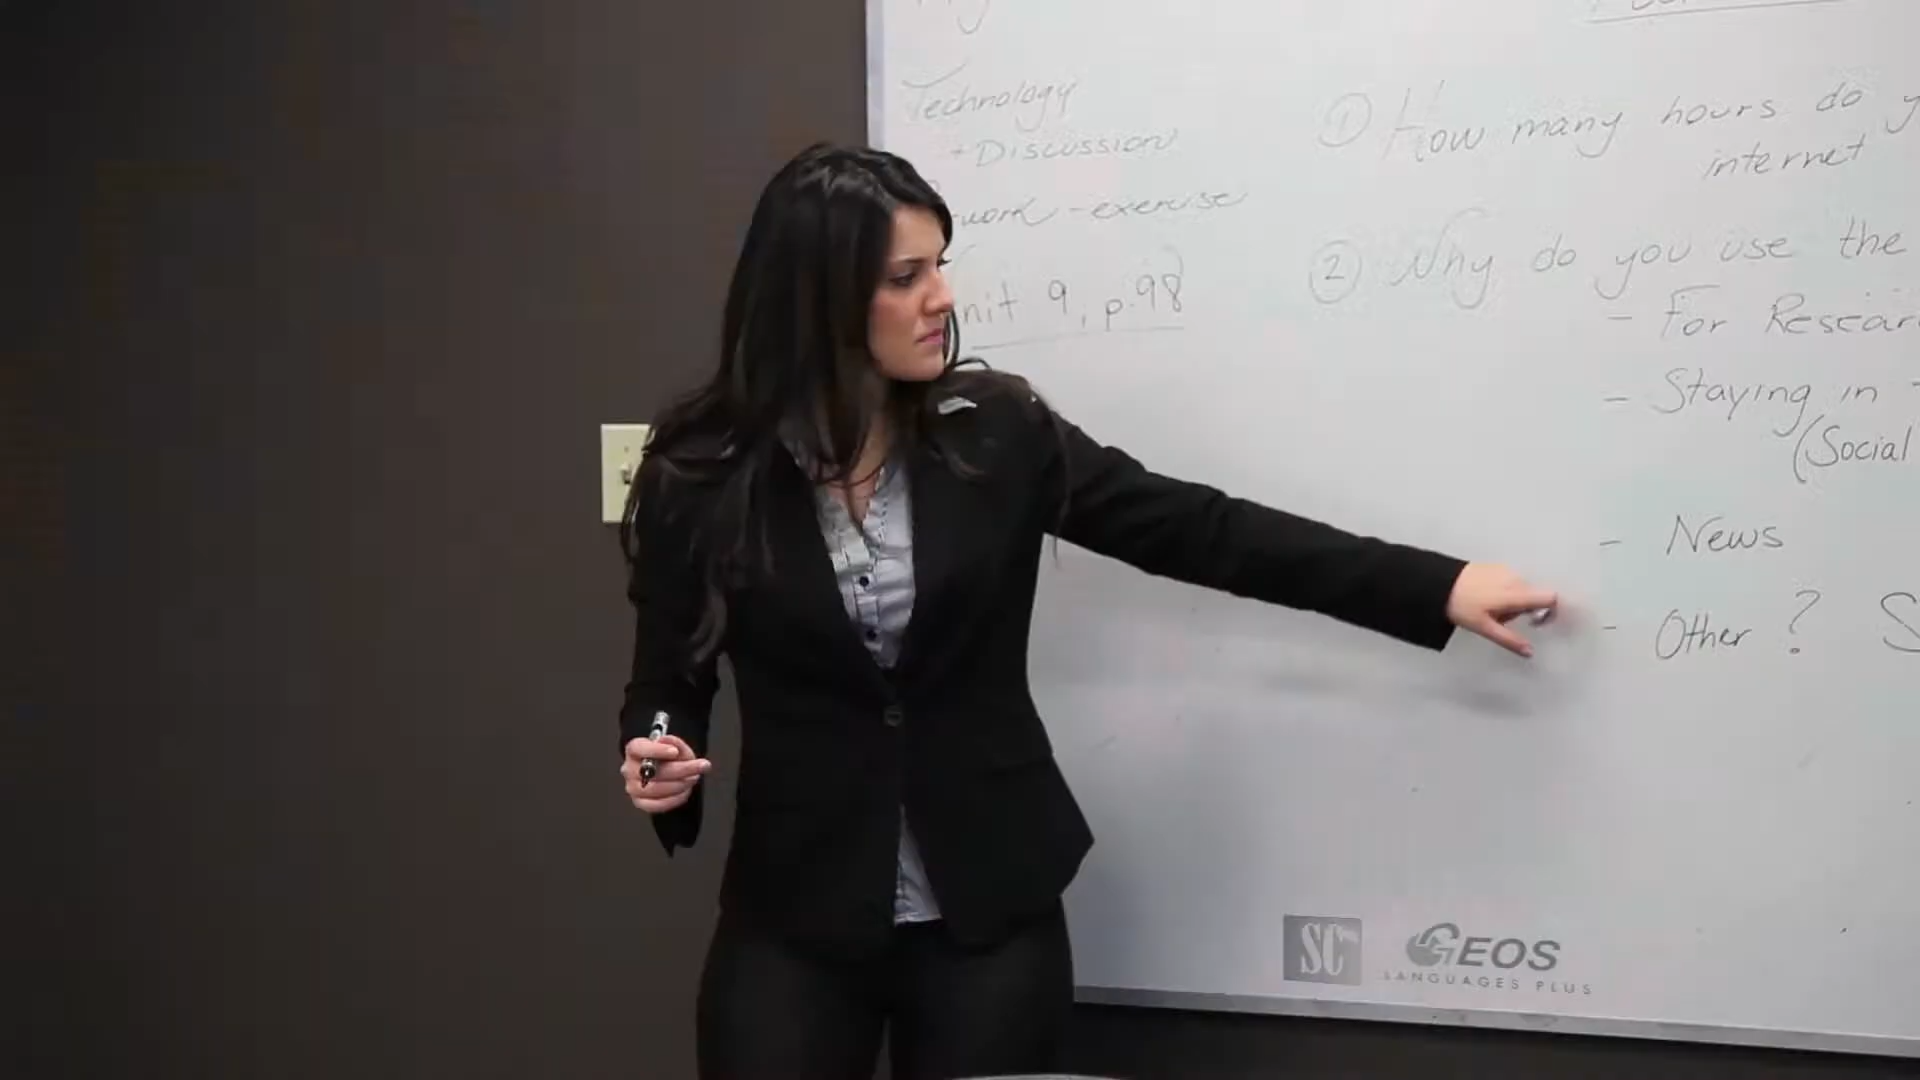 Technology
+ Discussion
work - exercise
nit 9, p.98
① How many hours do y
internet
② Why do you use the
- For Resear
- Staying in
(Social
- News
- Other ? S
SC
GEOS
LANGUAGES PLUS